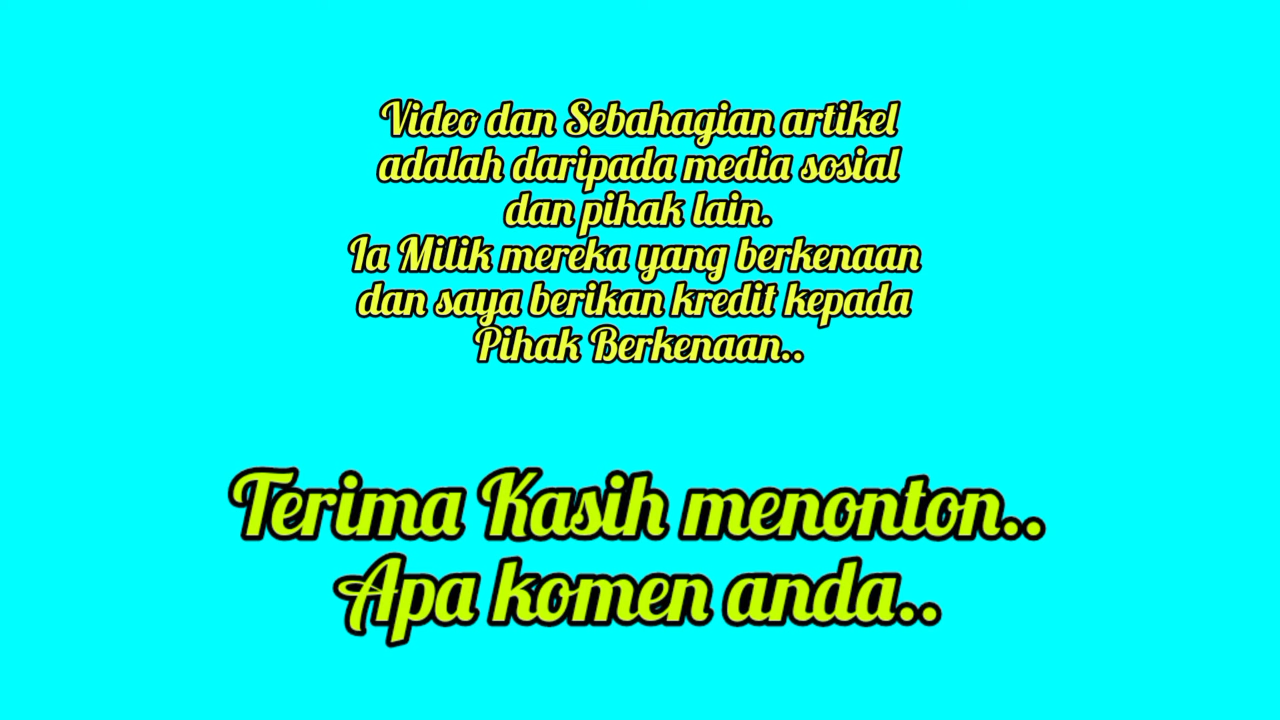 Video dan Sebahagian artikel
adalah daripada media sosial
dan pihak lain.
Ia Milik mereka yang berkenaan
dan saya berikan kredit kepada
Pihak Berkenaan..
Terima Kasih menonton..
Apa komen anda..